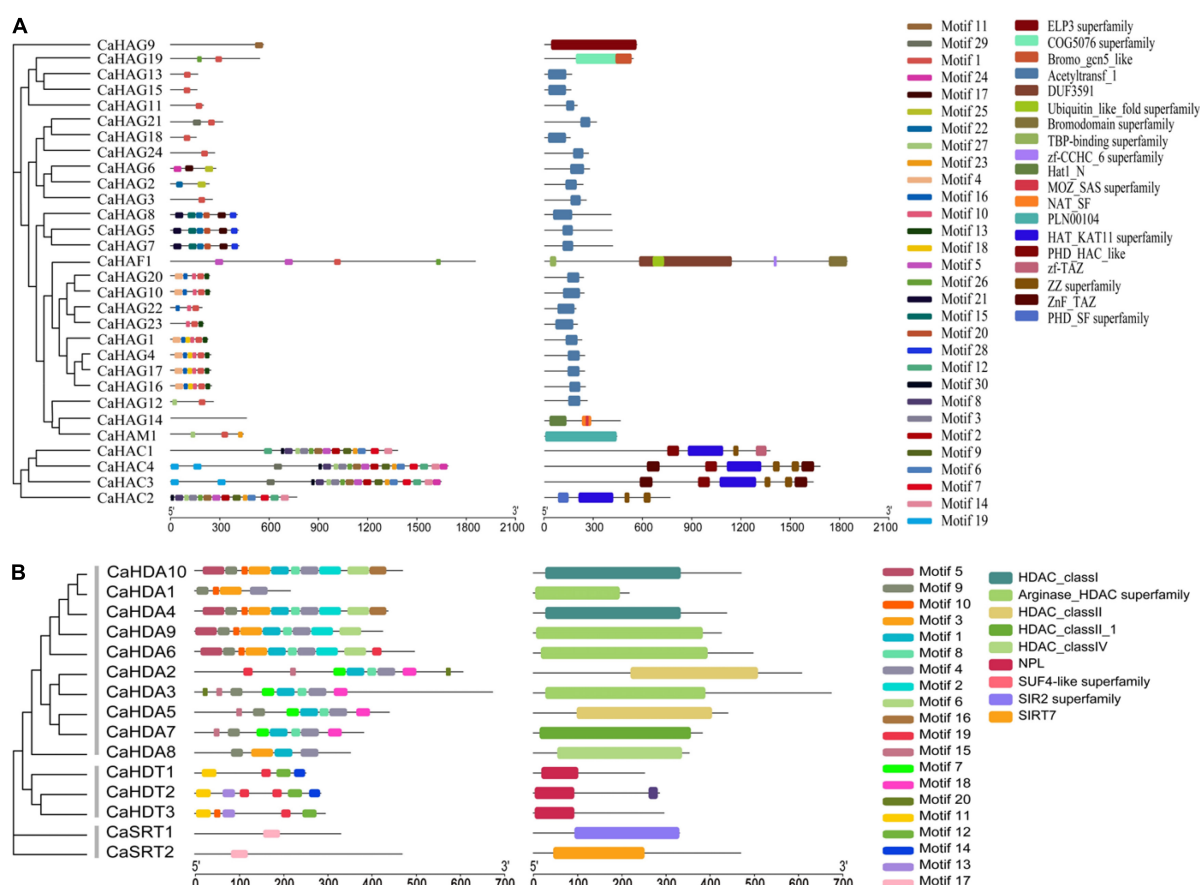 A
CaHAG9
CaHAG19
CaHAG13
CaHAG15
CaHAG11
CaHAG21
CaHAG18
CaHAG24
CaHAG6
CaHAG2
CaHAG3
CaHAG8
CaHAG5
CaHAG7
CaHAF1
CaHAG20
CaHAG10
CaHAG22
CaHAG23
CaHAG1
CaHAG4
CaHAG17
CaHAG16
CaHAG12
CaHAG14
CaHAM1
CaHAC1
CaHAC4
CaHAC3
CaHAC2
5' 3'
0 300 600 900 1200 1500 1800 2100
5' 3'
0 300 600 900 1200 1500 1800 2100
Motif 11
Motif 29
Motif 1
Motif 24
Motif 17
Motif 25
Motif 22
Motif 27
Motif 23
Motif 4
Motif 16
Motif 10
Motif 13
Motif 18
Motif 5
Motif 26
Motif 21
Motif 15
Motif 20
Motif 28
Motif 12
Motif 30
Motif 8
Motif 3
Motif 2
Motif 9
Motif 6
Motif 7
Motif 14
Motif 19
ELP3 superfamily
COG5076 superfamily
Bromo_gcn5_like
Acetyltransf_1
DUF3591
Ubiquitin_like_fold superfamily
Bromodomain superfamily
TBP-binding superfamily
zf-CCHC_6 superfamily
Hat1_N
MOZ_SAS superfamily
NAT_SF
PLN00104
HAT_KAT11 superfamily
PHD_HAC_like
zf-TAZ
ZZ superfamily
ZnF_TAZ
PHD_SF superfamily
B
CaHDA10
CaHDA1
CaHDA4
CaHDA9
CaHDA6
CaHDA2
CaHDA3
CaHDA5
CaHDA7
CaHDA8
CaHDT1
CaHDT2
CaHDT3
CaSRT1
CaSRT2
5' 3'
0 100 200 300 400 500 600 700
5' 3'
0 100 200 300 400 500 600 700
Motif 5
Motif 9
Motif 10
Motif 3
Motif 1
Motif 8
Motif 4
Motif 2
Motif 6
Motif 16
Motif 19
Motif 15
Motif 7
Motif 18
Motif 20
Motif 11
Motif 12
Motif 14
Motif 13
Motif 17
HDAC_classI
Arginase_HDAC superfamily
HDAC_classII
HDAC_classII_1
HDAC_classIV
NPL
SUF4-like superfamily
SIR2 superfamily
SIRT7